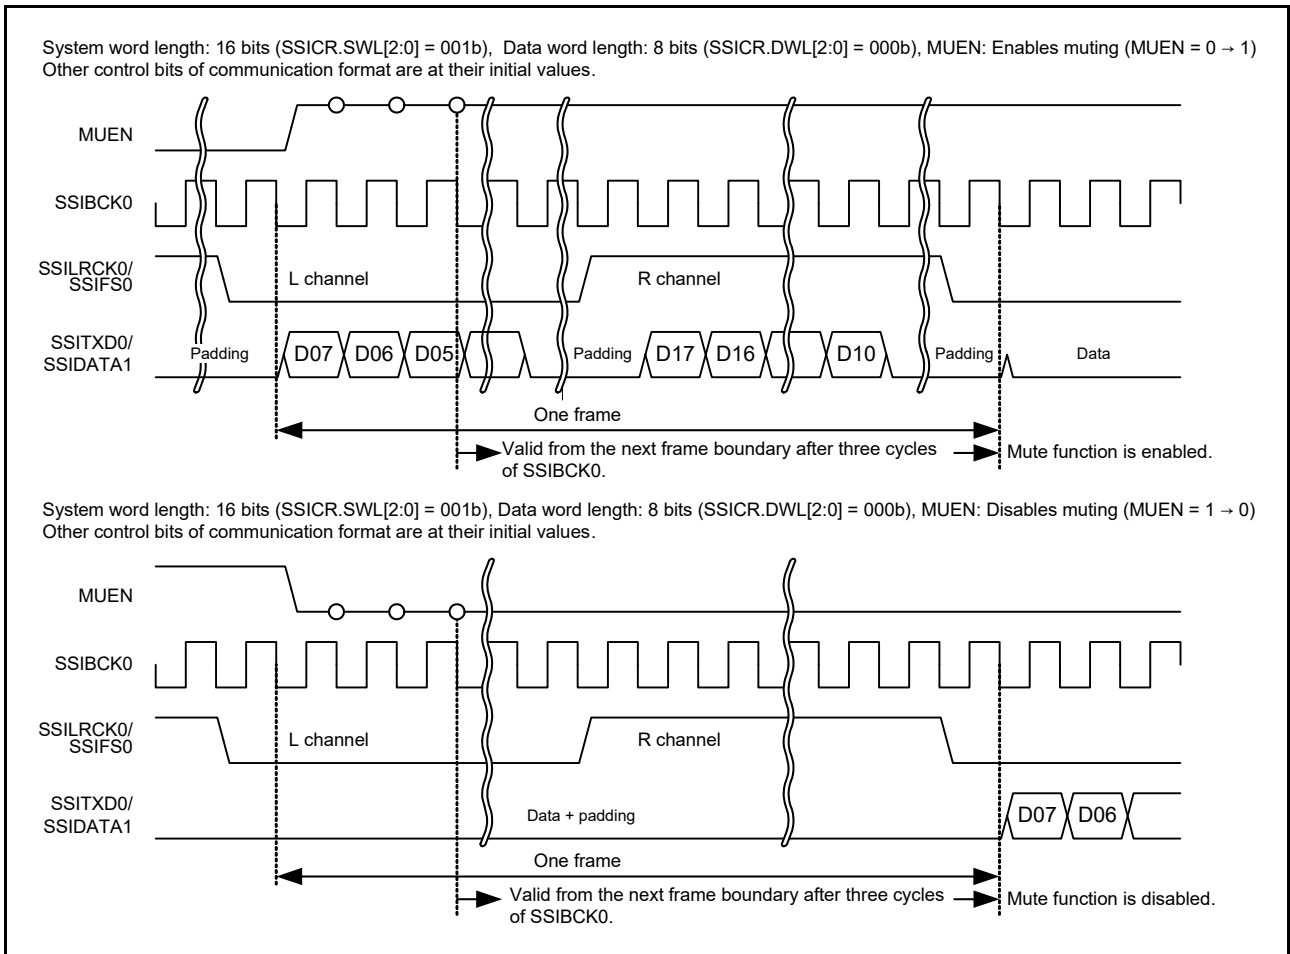 System word length: 16 bits (SSICR.SWL[2:0] = 001b),  Data word length: 8 bits (SSICR.DWL[2:0] = 000b), MUEN: Enables muting (MUEN = 0 → 1)
Other control bits of communication format are at their initial values.
MUEN
SSIBCK0
SSILRCK0/
SSIFS0
L channel
R channel
SSITXD0/
SSIDATA1
Padding
D07
D06
D05
Padding
D17
D16
D10
Padding
Data
One frame
Valid from the next frame boundary after three cycles
of SSIBCK0.
Mute function is enabled.
System word length: 16 bits (SSICR.SWL[2:0] = 001b), Data word length: 8 bits (SSICR.DWL[2:0] = 000b), MUEN: Disables muting (MUEN = 1 → 0)
Other control bits of communication format are at their initial values.
MUEN
SSIBCK0
SSILRCK0/
SSIFS0
L channel
R channel
SSITXD0/
SSIDATA1
Data + padding
D07
D06
One frame
Valid from the next frame boundary after three cycles
of SSIBCK0.
Mute function is disabled.